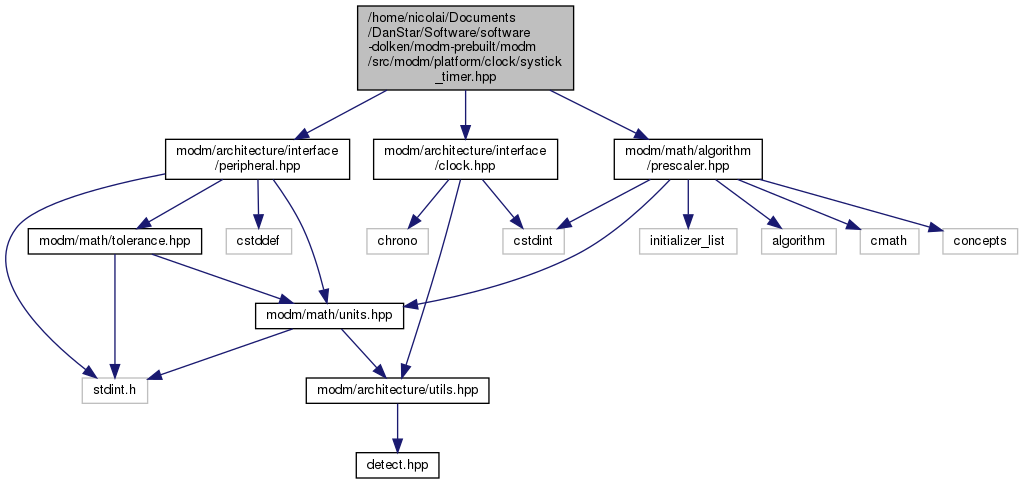 /home/nicolai/Documents
/DanStar/Software/software
-dolken/modm-prebuilt/modm
/src/modm/platform/clock/systick
_timer.hpp
modm/architecture/interface
/peripheral.hpp
modm/architecture/interface
/clock.hpp
modm/math/algorithm
/prescaler.hpp
modm/math/tolerance.hpp
cstddef
chrono
cstdint
initializer_list
algorithm
cmath
concepts
modm/math/units.hpp
stdint.h
modm/architecture/utils.hpp
detect.hpp